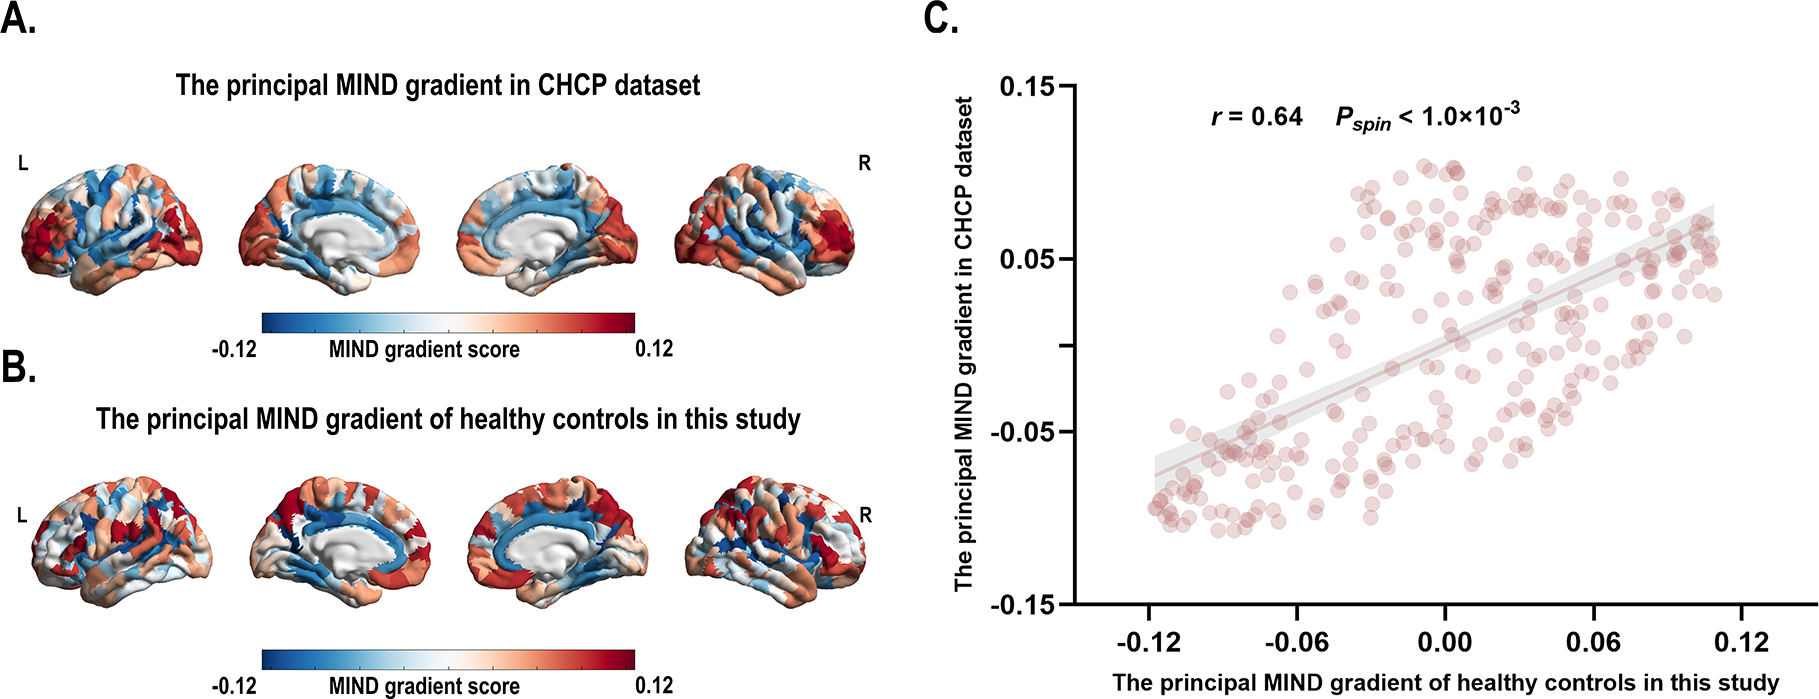 A.
The principal MIND gradient in CHCP dataset
L
R
-0.12
MIND gradient score
0.12
B.
The principal MIND gradient of healthy controls in this study
L
R
-0.12
MIND gradient score
0.12
C.
The principal MIND gradient in CHCP dataset
0.15
0.05
-0.05
-0.15
r = 0.64 Pspin < 1.0×10-3
-0.12 -0.06 0.00 0.06 0.12
The principal MIND gradient of healthy controls in this study